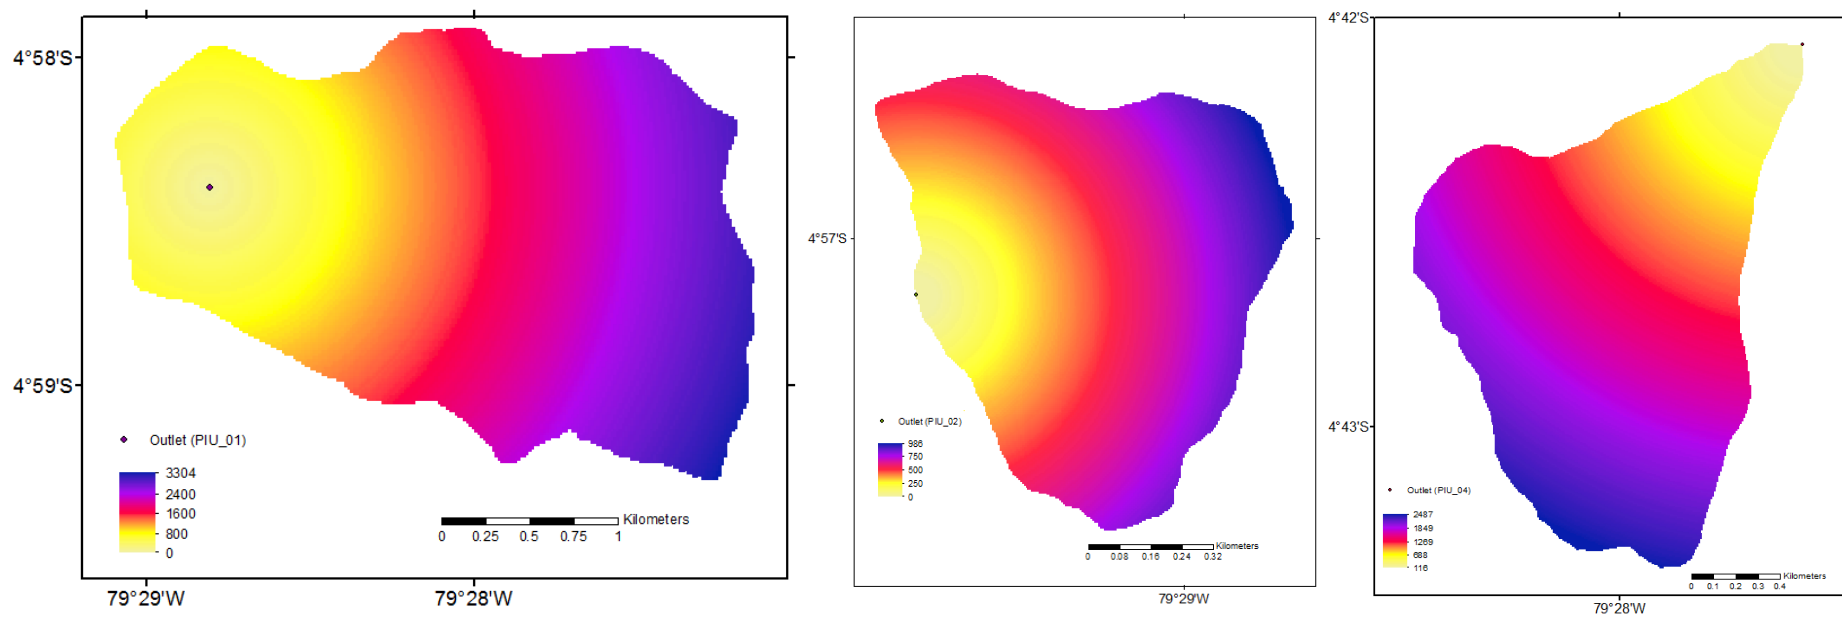 4°58'S
4°59'S
Outlet (PIU_01)
3304
2400
1600
800
0
Kilometers
0 0.25 0.5 0.75 1
79°29'W 79°28'W
4°57'S
Outlet (PIU_02)
986
750
500
250
0
Kilometers
0 0.08 0.16 0.24 0.32
79°29'W
4°42'S
4°43'S
Outlet (PIU_04)
2487
1849
1269
688
116
Kilometers
0 0.1 0.2 0.3 0.4
79°28'W